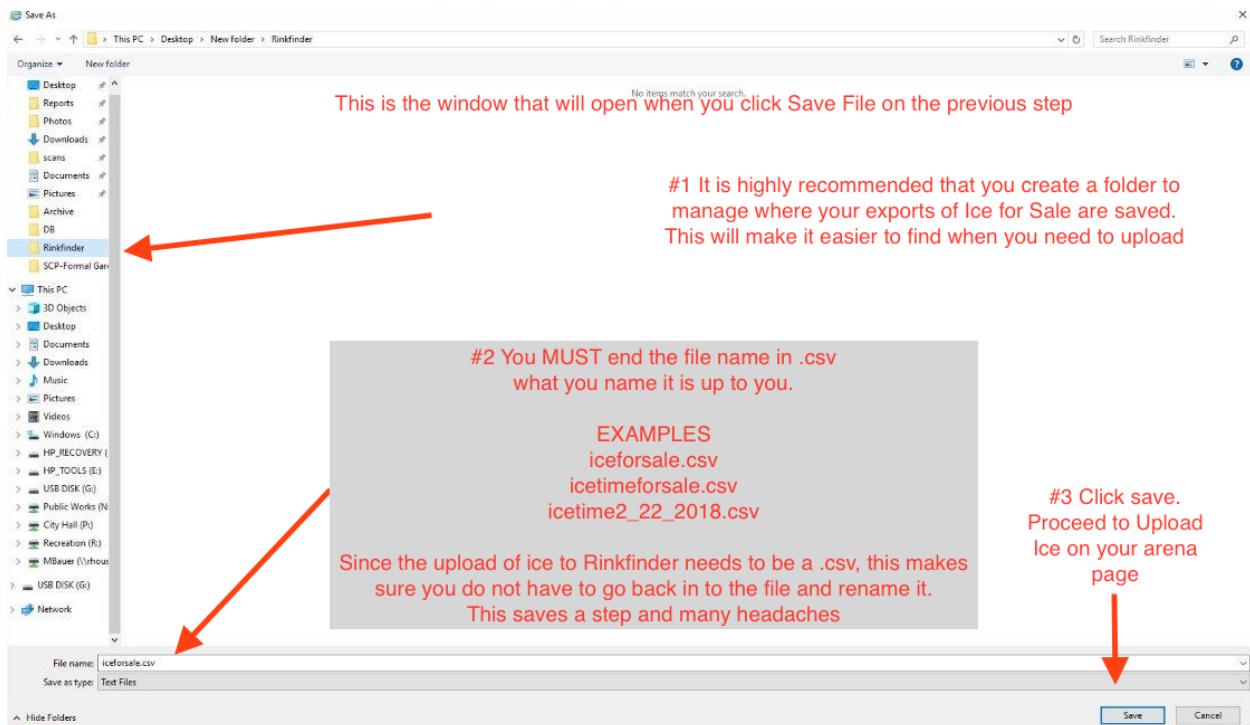 Save As
This PC > Desktop > New folder > Rinkfinder
Search Rinkfinder
Organize
New folder
No items match your search.
This is the window that will open when you click Save File on the previous step
Desktop
Reports
Photos
Downloads
scans
Documents
Pictures
Archive
DB
Rinkfinder
SCP-Formal Gar
#1 It is highly recommended that you create a folder to
manage where your exports of Ice for Sale are saved.
This will make it easier to find when you need to upload
This PC
3D Objects
Desktop
Documents
Downloads
Music
Pictures
Videos
Windows (C:)
HP_RECOVERY (
HP_TOOLS (E:)
USB DISK (G:)
Public Works (N
City Hall (P:)
Recreation (R:)
MBauer (\\rhous
USB DISK (G:)
Network
#2 You MUST end the file name in .csv
what you name it is up to you.
EXAMPLES
iceforsale.csv
icetimeforsale.csv
icetime2_22_2018.csv
Since the upload of ice to Rinkfinder needs to be a .csv, this makes
sure you do not have to go back in to the file and rename it.
This saves a step and many headaches
#3 Click save.
Proceed to Upload
Ice on your arena
page
File name: iceforsale.csv
Save as type: Text Files
Hide Folders
Save
Cancel